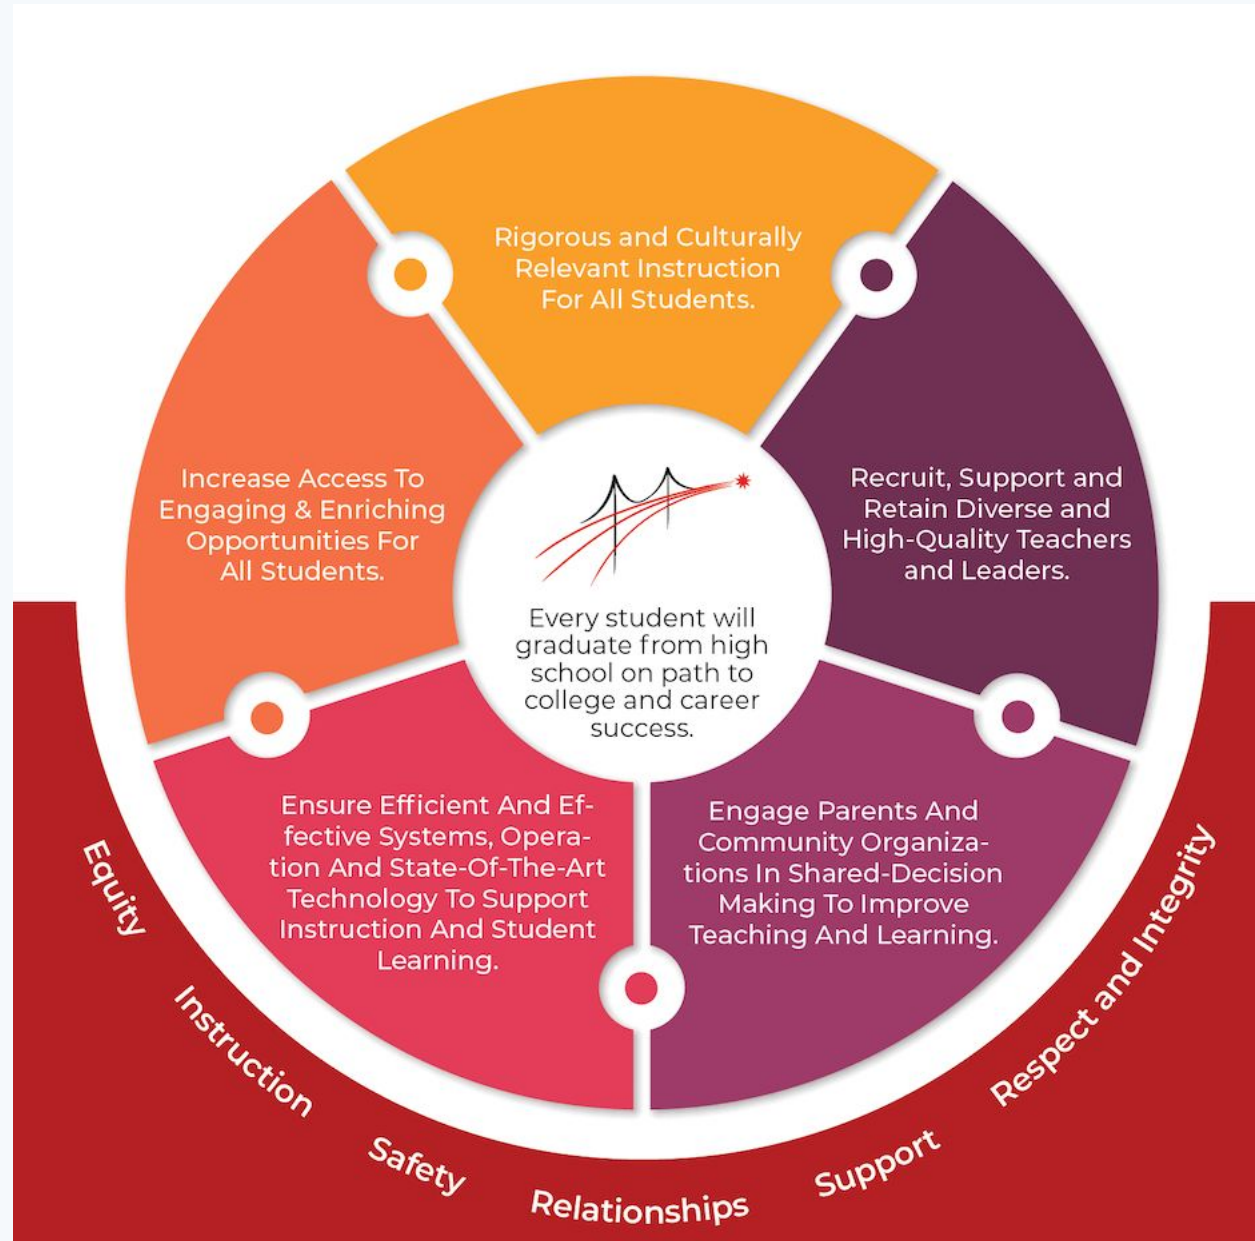 Rigorous and Culturally
Relevant Instruction
For All Students.
Increase Access To
Engaging & Enriching
Opportunities For
All Students.
Recruit, Support and
Retain Diverse and
High-Quality Teachers
and Leaders.
Every student will
graduate from high
school on path to
college and career
success.
Ensure Efficient And Ef-
fective Systems, Opera-
tion And State-Of-The-Art
Technology To Support
Instruction And Student
Learning.
Engage Parents And
Community Organiza-
tions In Shared-Decision
Making To Improve
Teaching And Learning.
Equity
Instruction
Safety
Relationships
Support
Respect and Integrity